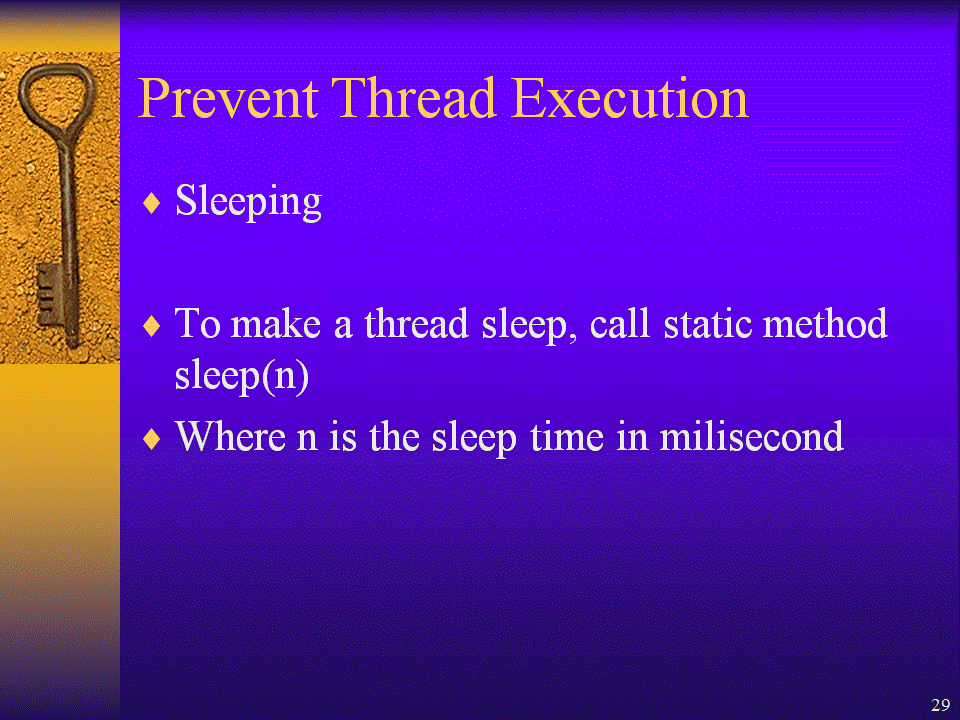 Prevent Thread Execution
Sleeping
To make a thread sleep, call static method
sleep(n)
Where n is the sleep time in milisecond
29